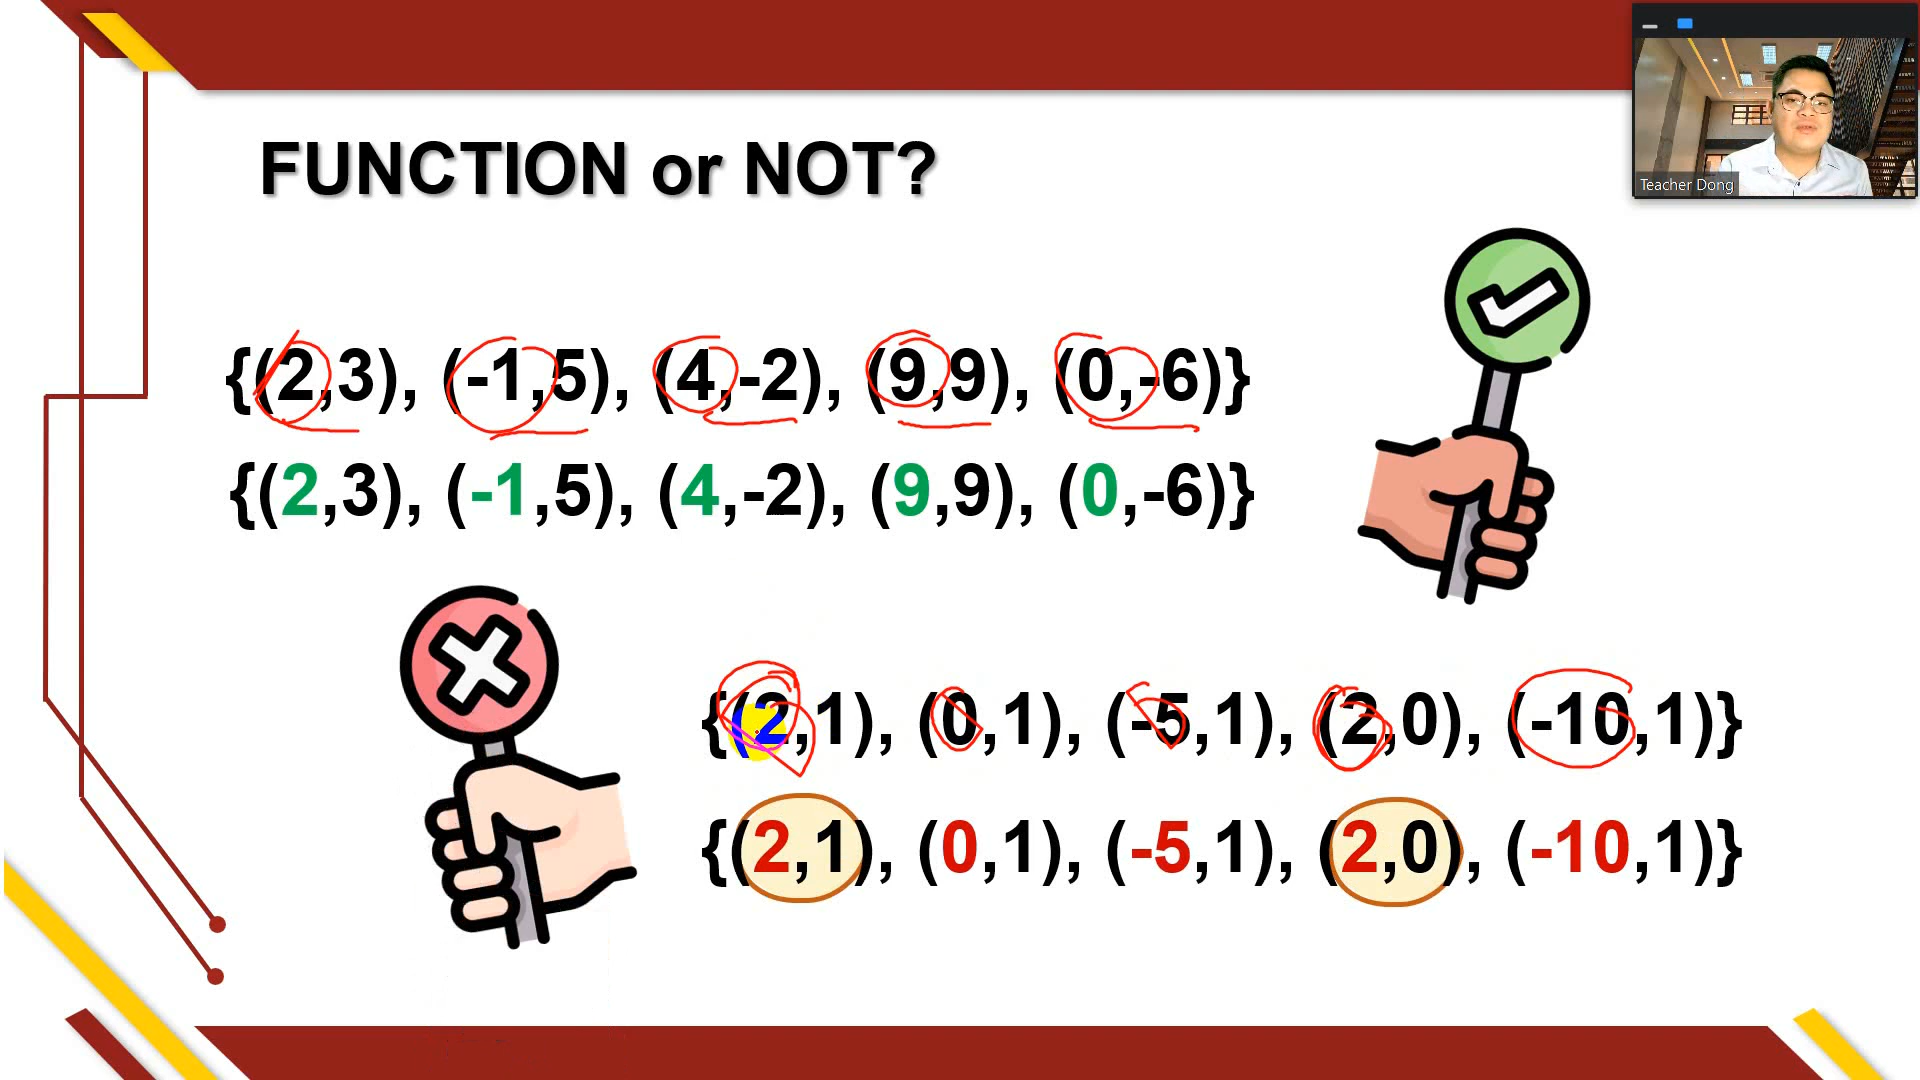 Teacher Dong
FUNCTION or NOT?
{(2,3), (-1,5), (4,-2), (9,9), (0,-6)}
{(2,3), (-1,5), (4,-2), (9,9), (0,-6)}
{(2,1), (0,1), (-5,1), (2,0), (-10,1)}
{(2,1), (0,1), (-5,1), (2,0), (-10,1)}